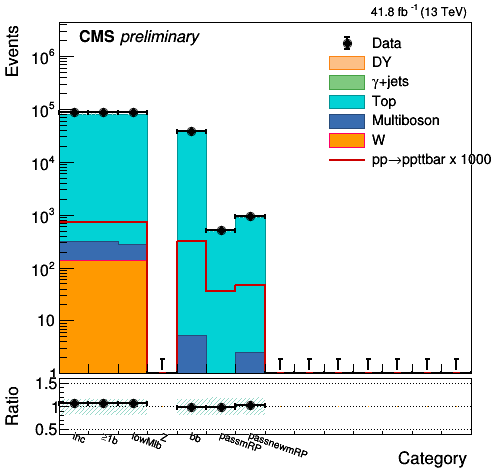 41.8 fb⁻¹ (13 TeV)
CMS preliminary
Events
10⁶
10⁵
10⁴
10³
10²
10
1
Data
DY
γ+jets
Top
Multiboson
W
pp→ppttbar x 1000
Ratio
1.5
1
0.5
inc
≥1b
lowMlb
Z
bb
passmRP
passnewmRP
Category